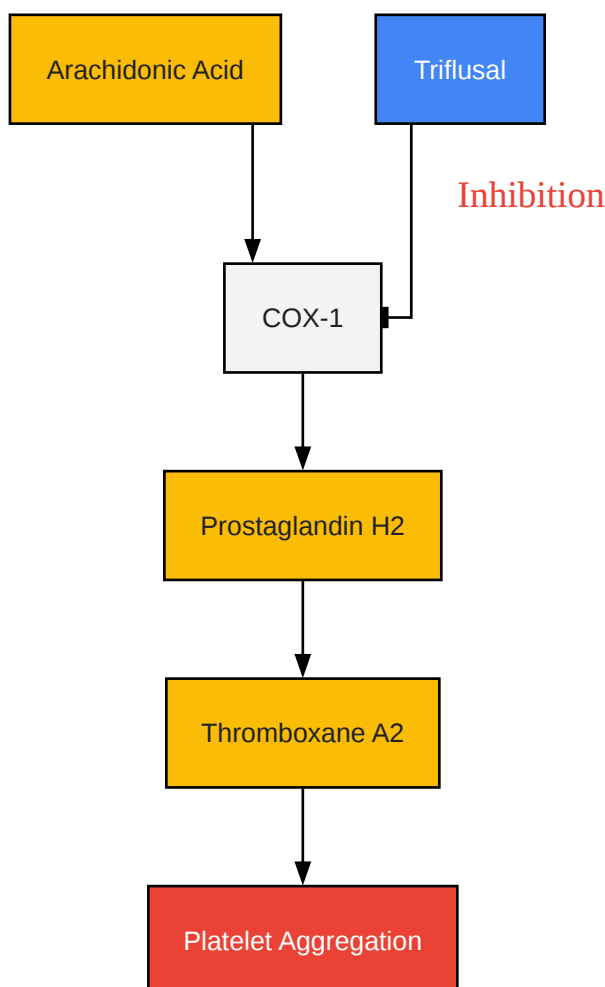 Arachidonic Acid
Triflusal
Inhibition
COX-1
Prostaglandin H2
Thromboxane A2
Platelet Aggregation